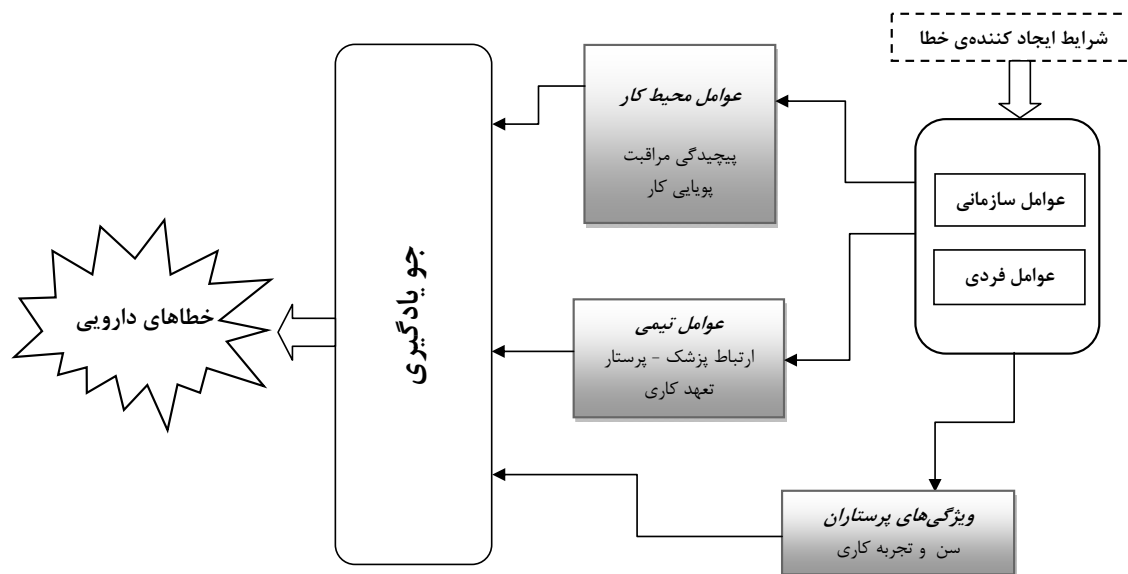 شرایط ایجاد کننده‌ی خطا
عوامل سازمانی
عوامل فردی
عوامل محیط کار
پیچیدگی مراقبت
پویایی کار
عوامل تیمی
ارتباط پزشک - پرستار
تعهد کاری
ویژگی‌های پرستاران
سن و تجربه کاری
جو یادگیری
خطاهای دارویی